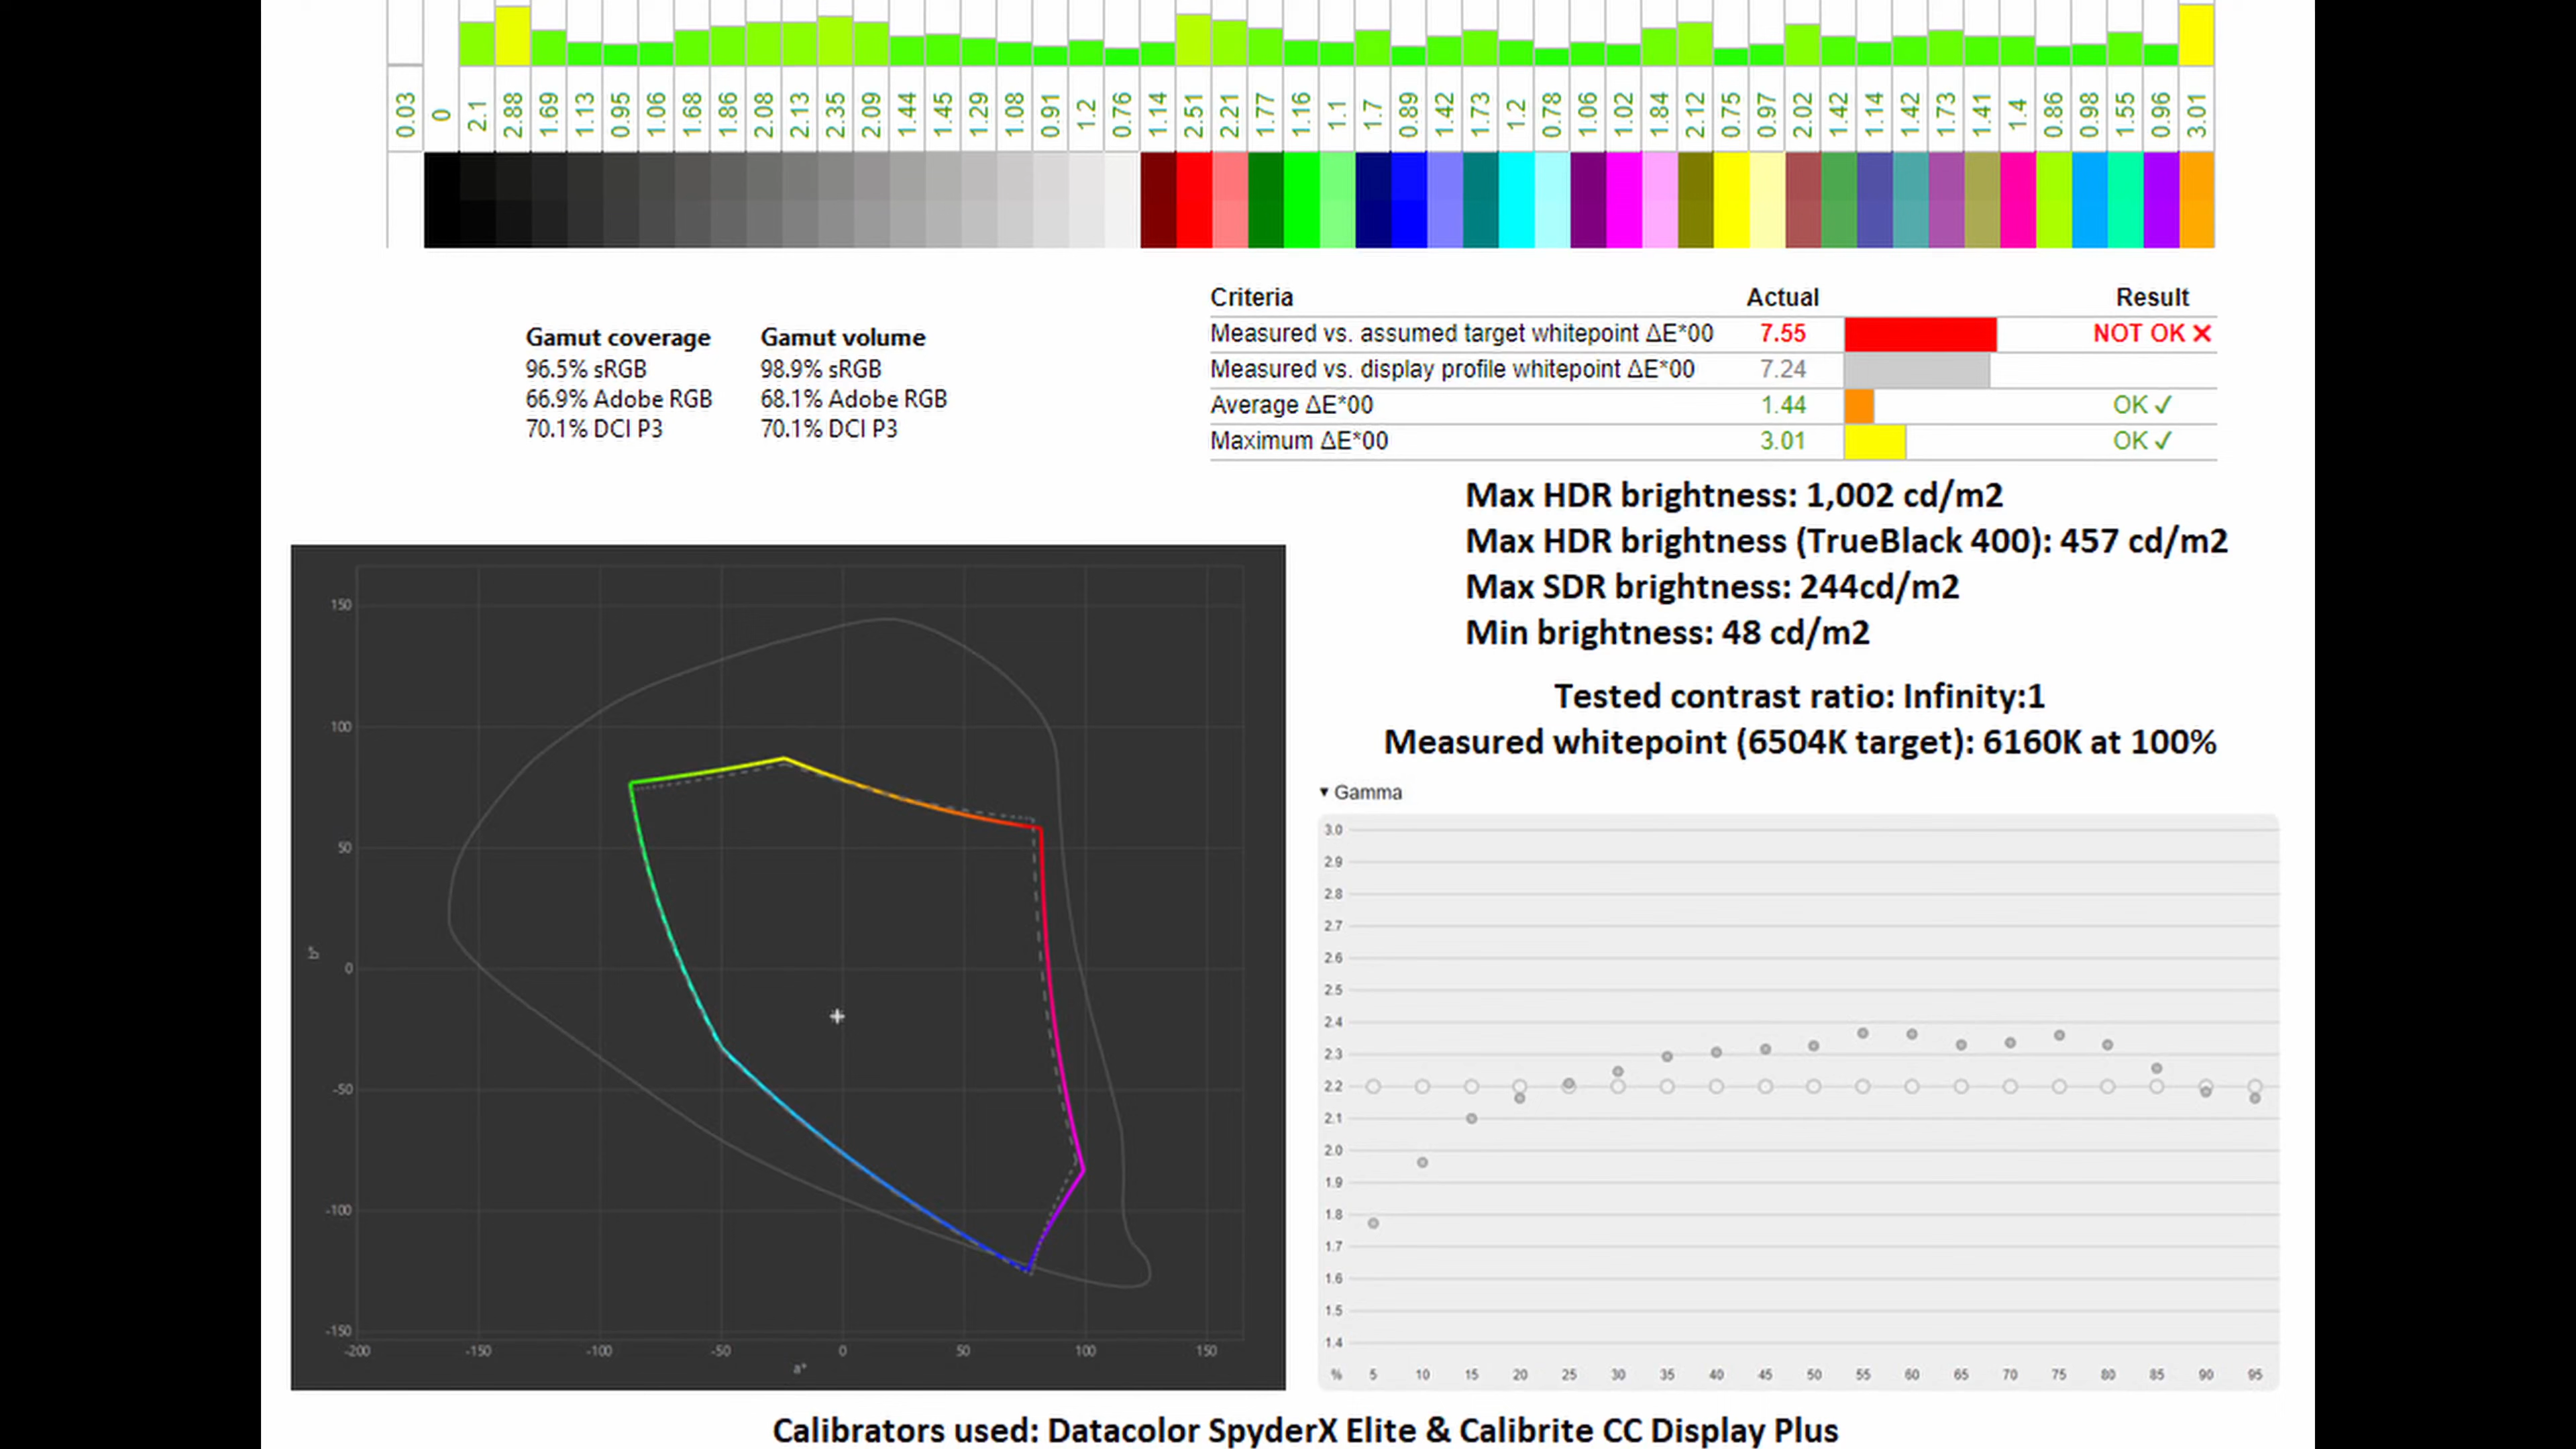 0.03 0 2.1 2.88 1.69 1.13 0.95 1.06 1.68 1.86 2.08 2.13 2.35 2.09 1.44 1.45 1.29 1.08 0.91 1.2 0.76 1.14 2.51 2.21 1.77 1.16 1.1 1.7 0.89 1.42 1.73 1.2 0.78 1.06 1.02 1.84 2.12 0.75 0.97 2.02 1.42 1.14 1.42 1.73 1.41 1.4 0.86 0.98 1.55 0.96 3.01
Gamut coverage Gamut volume
96.5% sRGB 98.9% sRGB
66.9% Adobe RGB 68.1% Adobe RGB
70.1% DCI P3 70.1% DCI P3
Criteria Actual Result
Measured vs. assumed target whitepoint ΔE*00 7.55 NOT OK ✕
Measured vs. display profile whitepoint ΔE*00 7.24
Average ΔE*00 1.44 OK ✓
Maximum ΔE*00 3.01 OK ✓
Max HDR brightness: 1,002 cd/m2
Max HDR brightness (TrueBlack 400): 457 cd/m2
Max SDR brightness: 244cd/m2
Min brightness: 48 cd/m2
Tested contrast ratio: Infinity:1
Measured whitepoint (6504K target): 6160K at 100%
150
100
50
0
-50
-100
-150
b*
-200 -150 -100 -50 0 50 100 150
a*
▼ Gamma
3.0
2.9
2.8
2.7
2.6
2.5
2.4
2.3
2.2
2.1
2.0
1.9
1.8
1.7
1.6
1.5
1.4
% 5 10 15 20 25 30 35 40 45 50 55 60 65 70 75 80 85 90 95
Calibrators used: Datacolor SpyderX Elite & Calibrite CC Display Plus